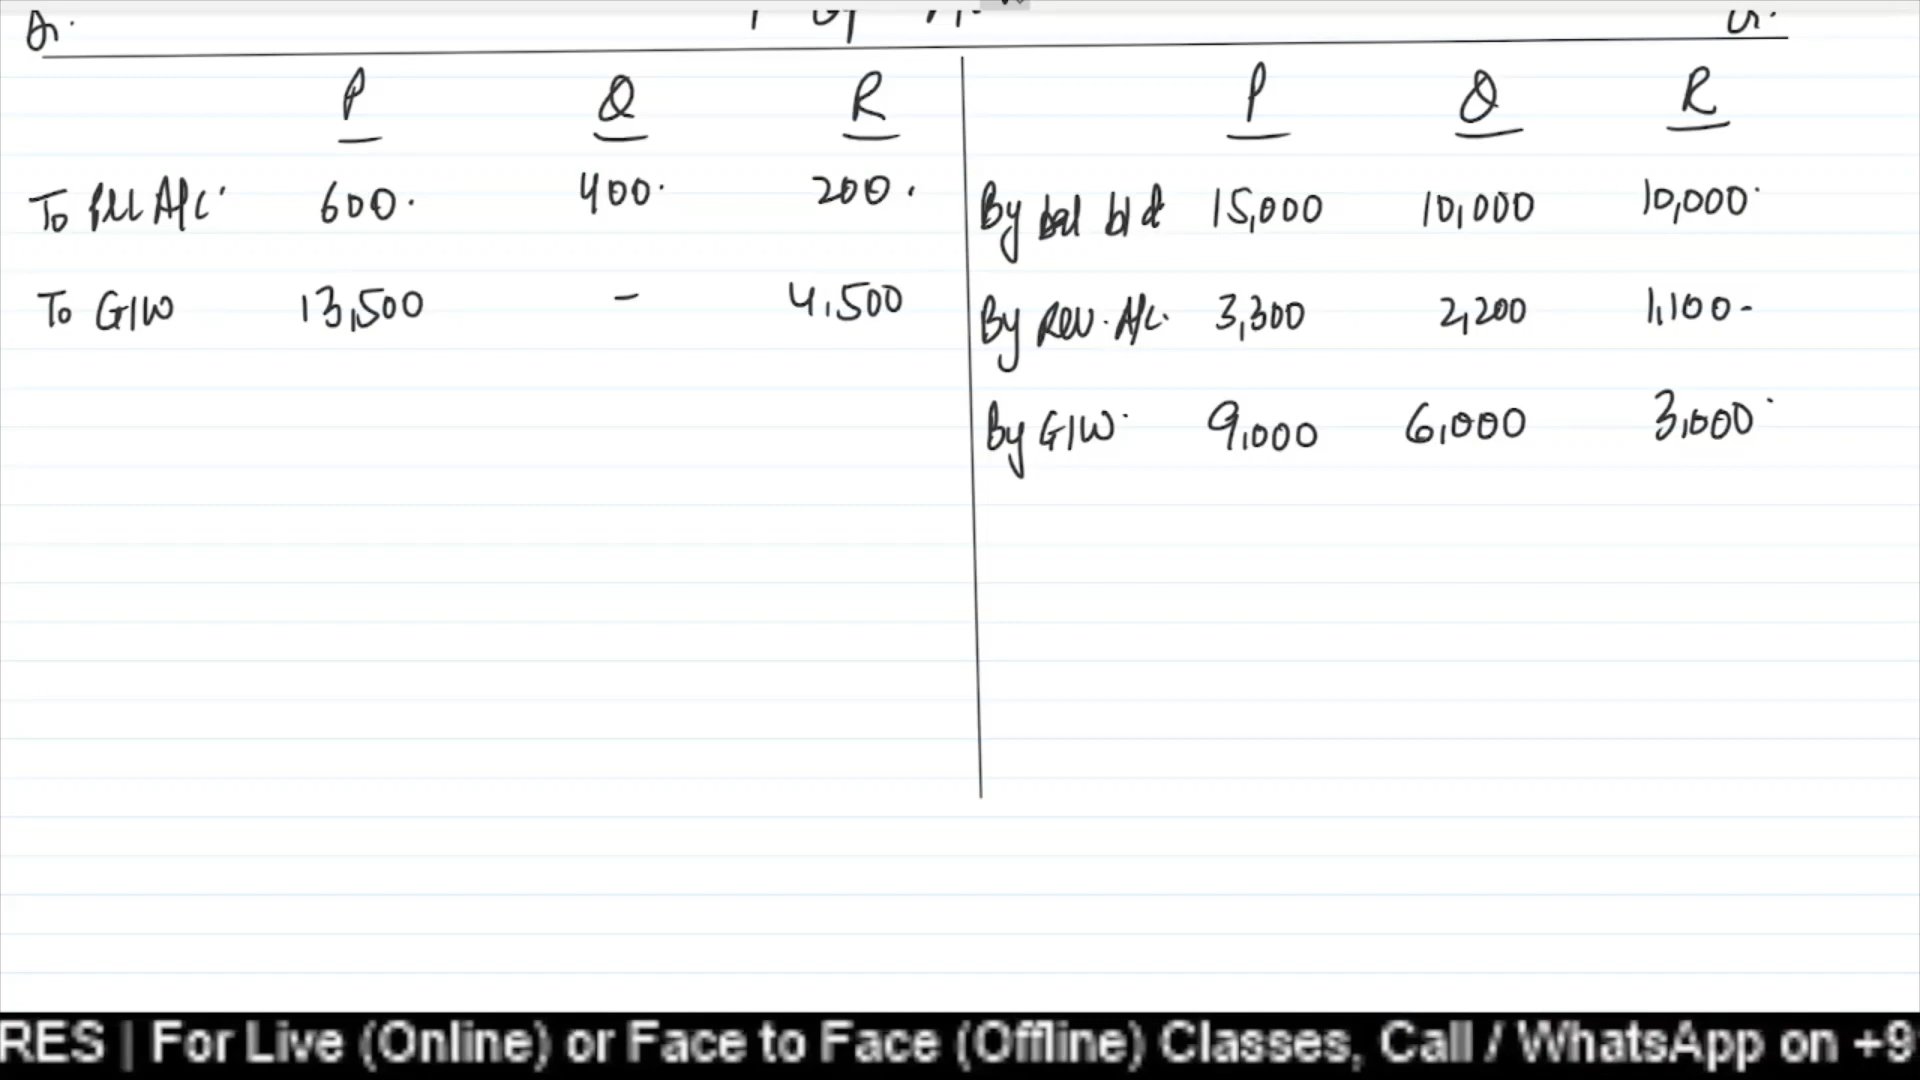 Dr. Cr.
P Q R
To P&L A/c 600. 400. 200.
To G/W 13,500 - 4,500
P Q R
By bal b/d 15,000 10,000 10,000
By Rev. A/c. 3,300 2,200 1,100-
By G/W 9,000 6,000 3,000
RES | For Live (Online) or Face to Face (Offline) Classes, Call / WhatsApp on +9